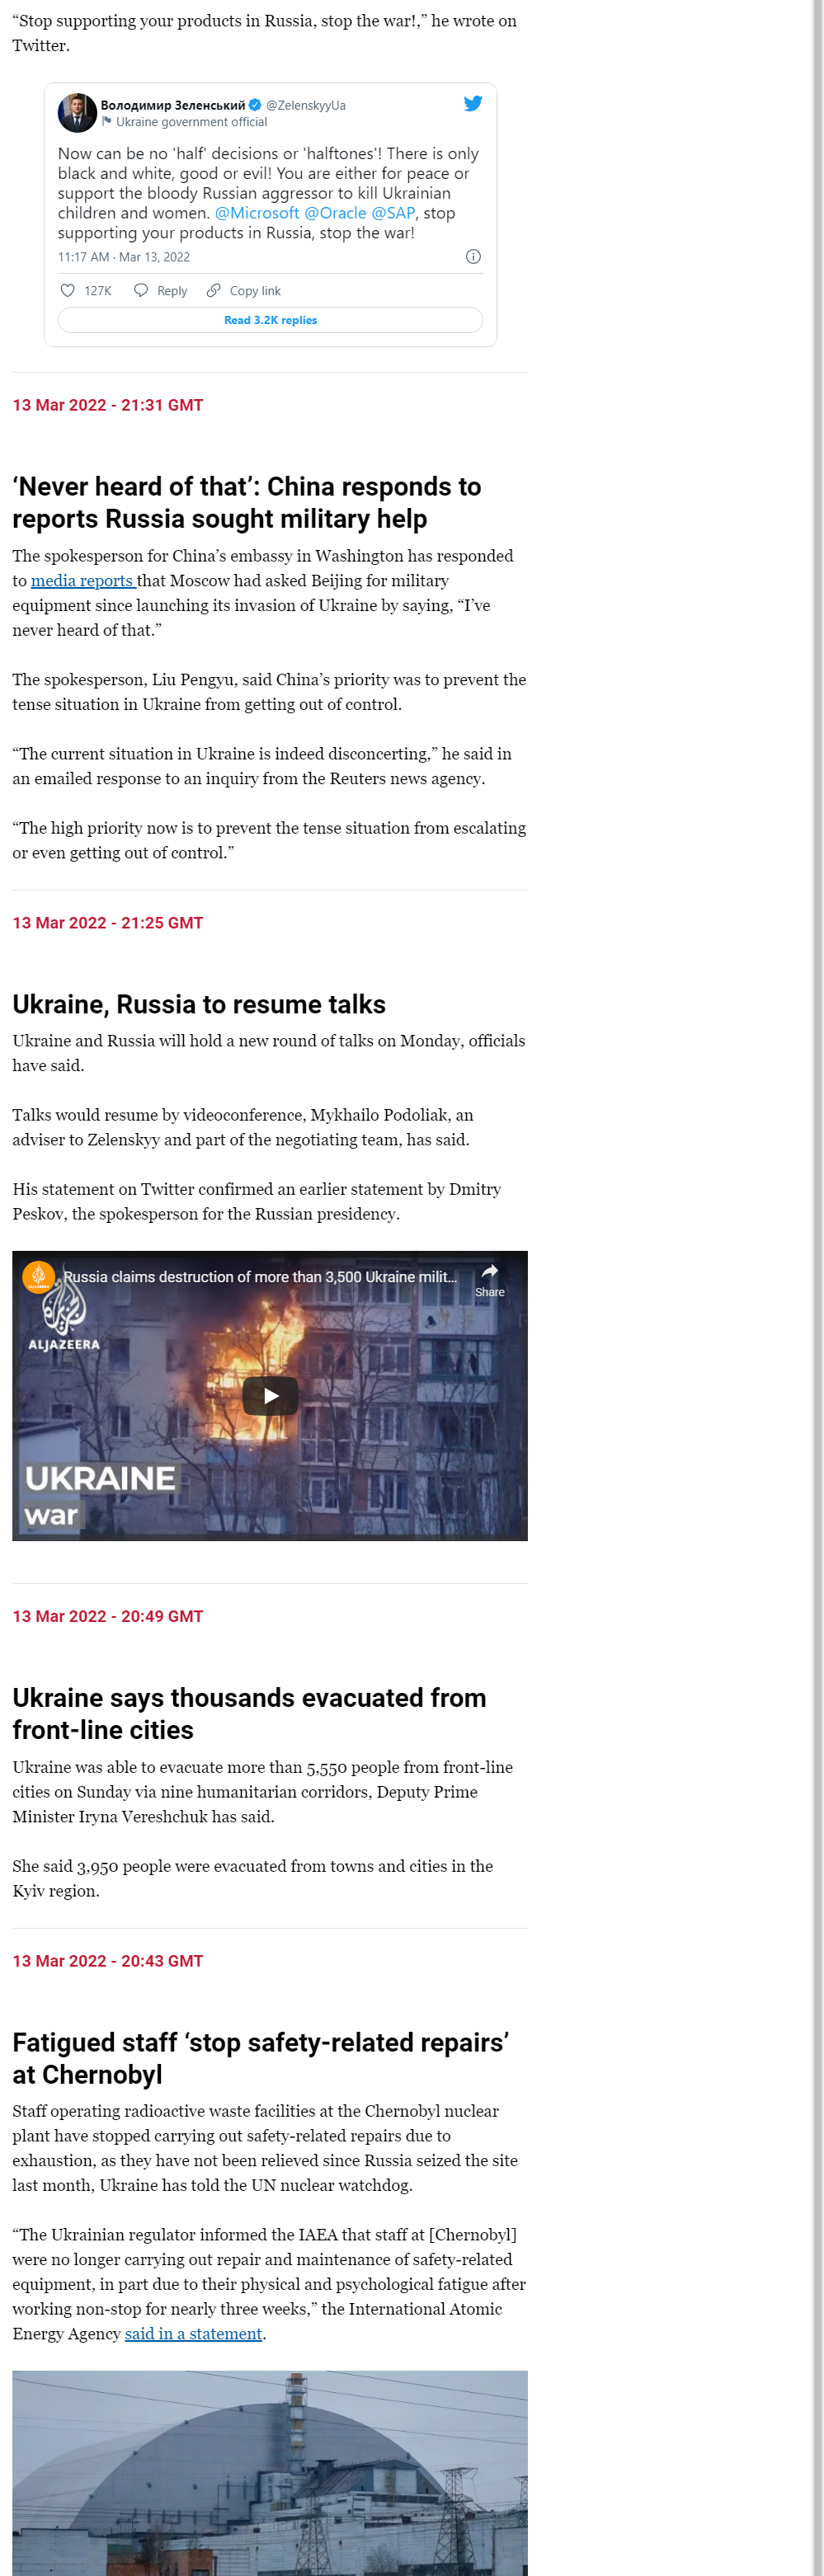 “Stop supporting your products in Russia, stop the war!,” he wrote on
Twitter.
Володимир Зеленський @ZelenskyyUa
Ukraine government official
Now can be no 'half' decisions or 'halftones'! There is only
black and white, good or evil! You are either for peace or
support the bloody Russian aggressor to kill Ukrainian
children and women. @Microsoft @Oracle @SAP, stop
supporting your products in Russia, stop the war!
11:17 AM · Mar 13, 2022
127K Reply Copy link
Read 3.2K replies
13 Mar 2022 - 21:31 GMT
‘Never heard of that’: China responds to
reports Russia sought military help
The spokesperson for China’s embassy in Washington has responded
to media reports that Moscow had asked Beijing for military
equipment since launching its invasion of Ukraine by saying, “I’ve
never heard of that.”
The spokesperson, Liu Pengyu, said China’s priority was to prevent the
tense situation in Ukraine from getting out of control.
“The current situation in Ukraine is indeed disconcerting,” he said in
an emailed response to an inquiry from the Reuters news agency.
“The high priority now is to prevent the tense situation from escalating
or even getting out of control.”
13 Mar 2022 - 21:25 GMT
Ukraine, Russia to resume talks
Ukraine and Russia will hold a new round of talks on Monday, officials
have said.
Talks would resume by videoconference, Mykhailo Podoliak, an
adviser to Zelenskyy and part of the negotiating team, has said.
His statement on Twitter confirmed an earlier statement by Dmitry
Peskov, the spokesperson for the Russian presidency.
Russia claims destruction of more than 3,500 Ukraine milit...
Share
ALJAZEERA
UKRAINE
war
13 Mar 2022 - 20:49 GMT
Ukraine says thousands evacuated from
front-line cities
Ukraine was able to evacuate more than 5,550 people from front-line
cities on Sunday via nine humanitarian corridors, Deputy Prime
Minister Iryna Vereshchuk has said.
She said 3,950 people were evacuated from towns and cities in the
Kyiv region.
13 Mar 2022 - 20:43 GMT
Fatigued staff ‘stop safety-related repairs’
at Chernobyl
Staff operating radioactive waste facilities at the Chernobyl nuclear
plant have stopped carrying out safety-related repairs due to
exhaustion, as they have not been relieved since Russia seized the site
last month, Ukraine has told the UN nuclear watchdog.
“The Ukrainian regulator informed the IAEA that staff at [Chernobyl]
were no longer carrying out repair and maintenance of safety-related
equipment, in part due to their physical and psychological fatigue after
working non-stop for nearly three weeks,” the International Atomic
Energy Agency said in a statement.